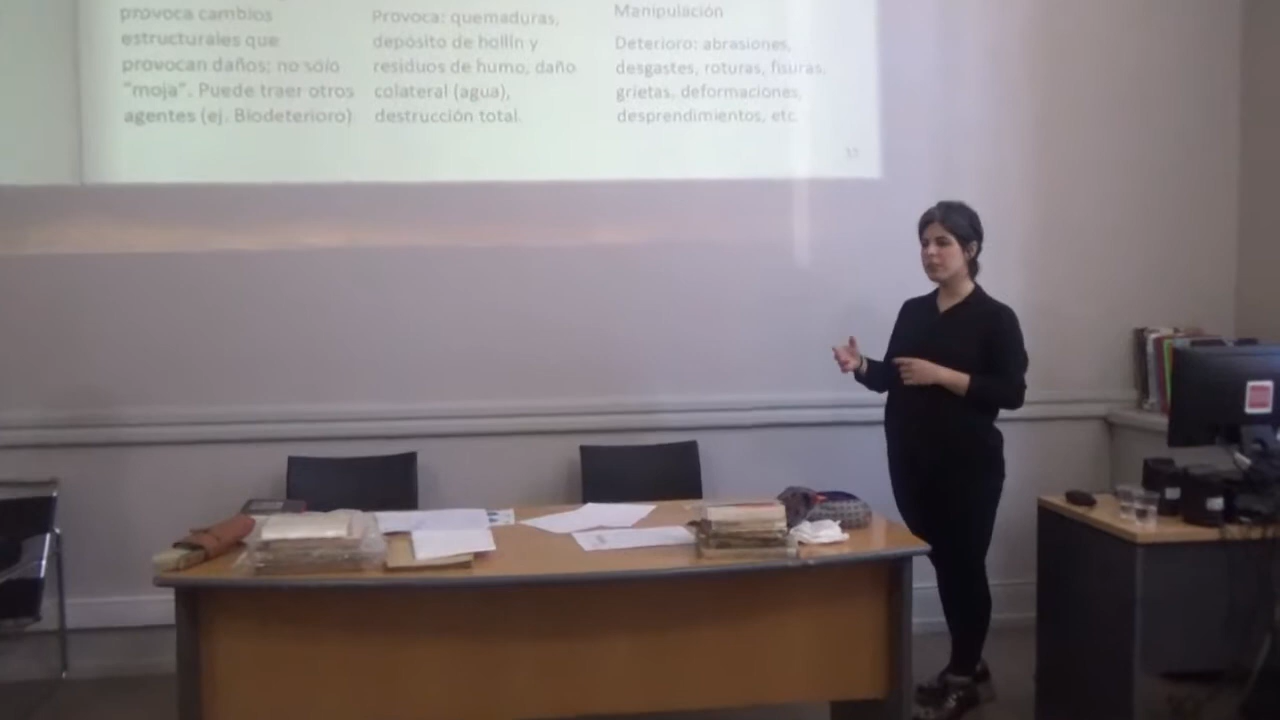 provoca cambios
estructurales que
provocan daños; no sólo
"moja". Puede traer otros
agentes (ej. Biodeterioro)
Provoca: quemaduras,
depósito de hollín y
residuos de humo, daño
colateral (agua),
destrucción total.
Manipulación
Deterioro: abrasiones,
desgastes, roturas, fisuras,
grietas, deformaciones,
desprendimientos, etc.